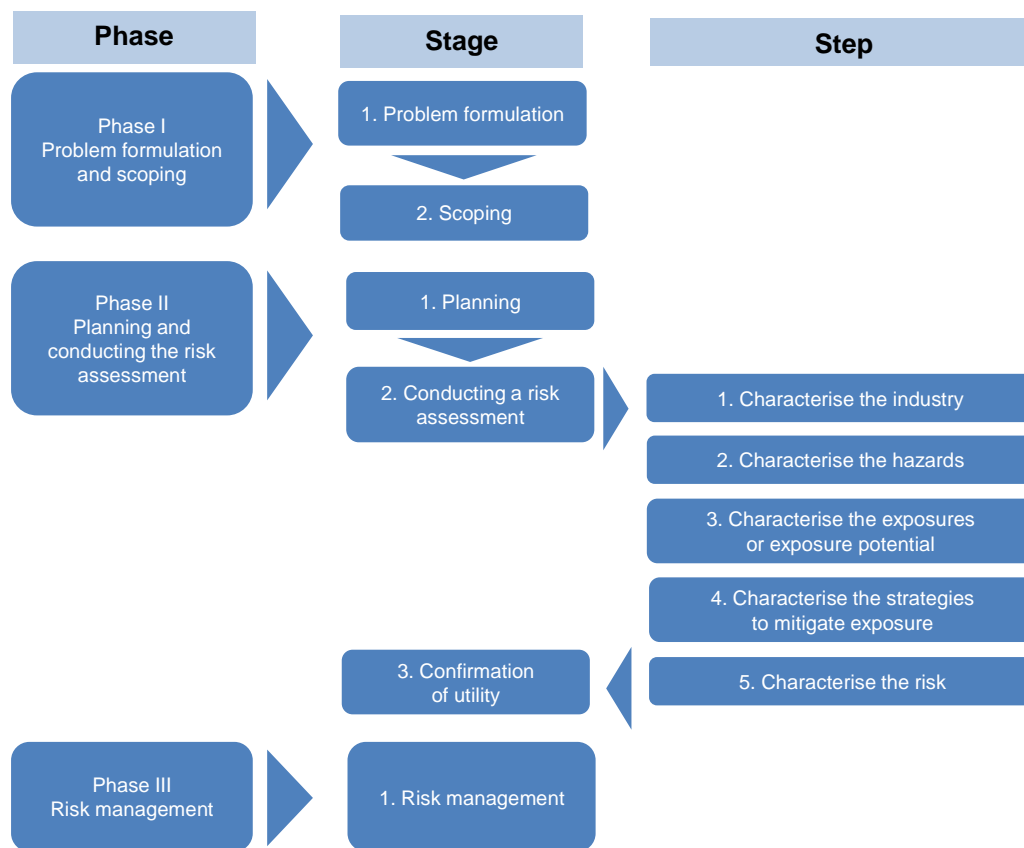 Phase
Stage
Step
Phase I
Problem formulation
and scoping
1. Problem formulation
2. Scoping
Phase II
Planning and
conducting the risk
assessment
1. Planning
2. Conducting a risk
assessment
1. Characterise the industry
2. Characterise the hazards
3. Characterise the exposures
or exposure potential
4. Characterise the strategies
to mitigate exposure
5. Characterise the risk
3. Confirmation
of utility
Phase III
Risk management
1. Risk management